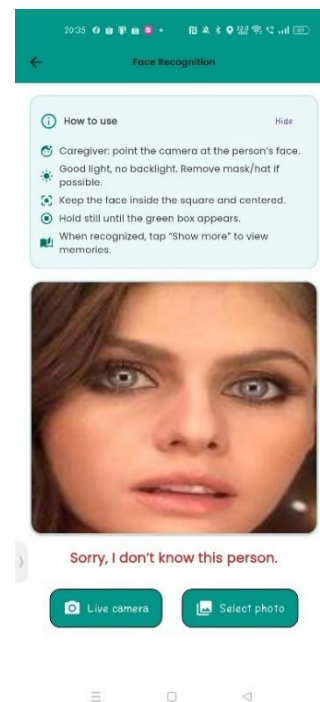 20:35
Face Recognition
How to use
Hide
Caregiver: point the camera at the person's face.
Good light, no backlight. Remove mask/hat if
possible.
Keep the face inside the square and centered.
Hold still until the green box appears.
When recognized, tap “Show more” to view
memories.
Sorry, I don't know this person.
Live camera
Select photo